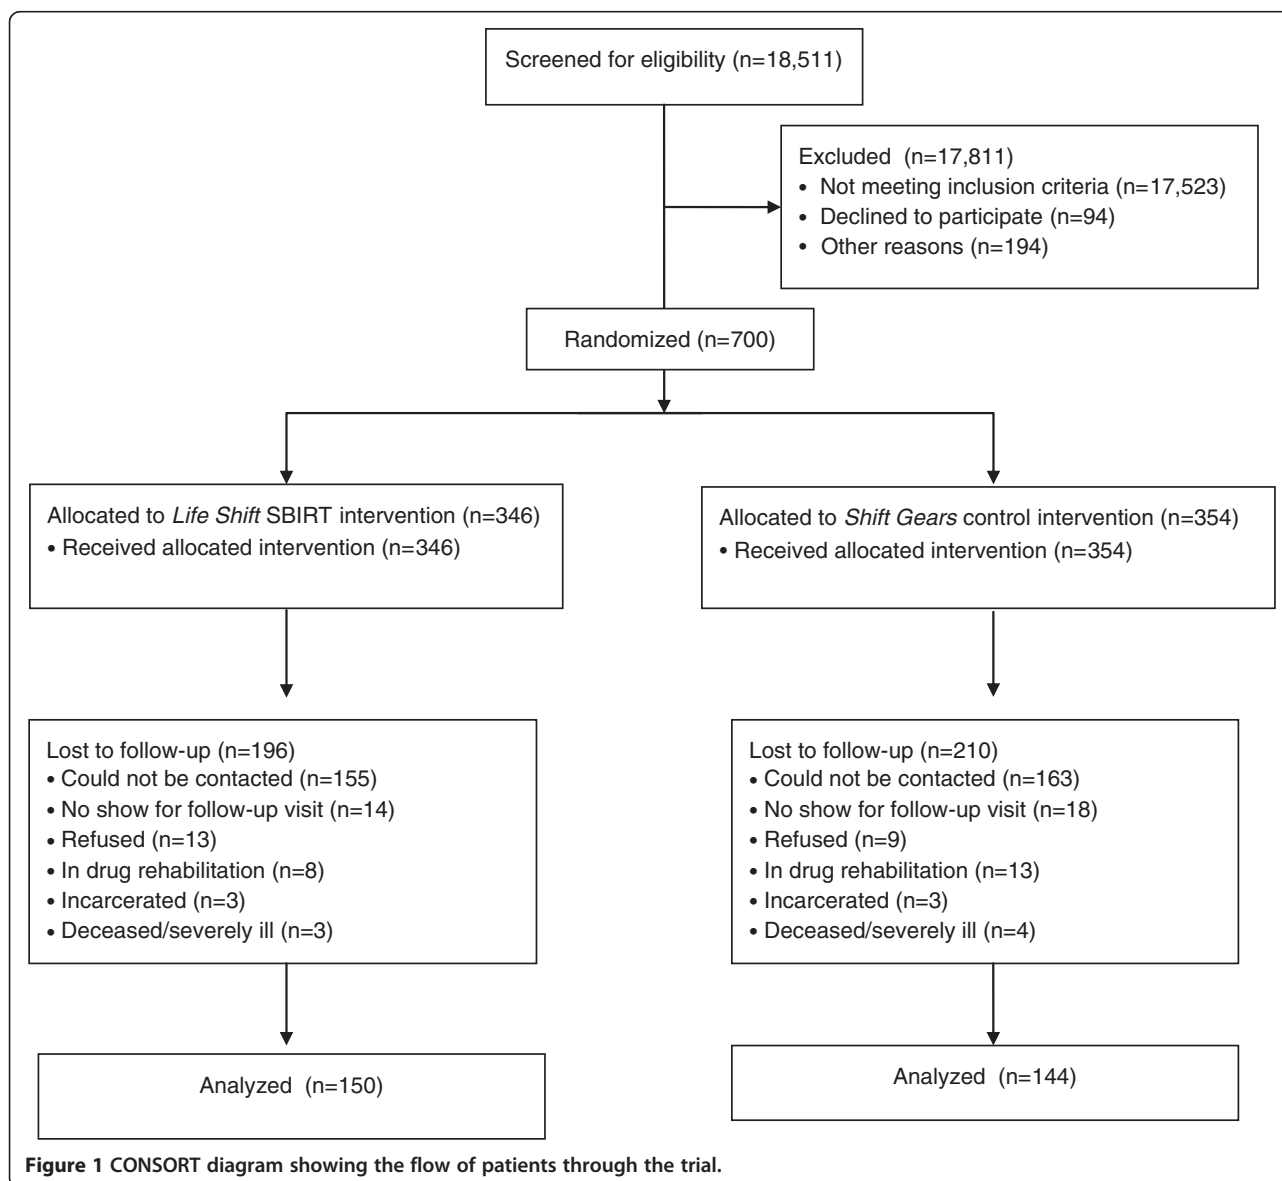 Screened for eligibility (n=18,511)
Excluded (n=17,811)
• Not meeting inclusion criteria (n=17,523)
• Declined to participate (n=94)
• Other reasons (n=194)
Randomized (n=700)
Allocated to Life Shift SBIRT intervention (n=346)
• Received allocated intervention (n=346)
Allocated to Shift Gears control intervention (n=354)
• Received allocated intervention (n=354)
Lost to follow-up (n=196)
• Could not be contacted (n=155)
• No show for follow-up visit (n=14)
• Refused (n=13)
• In drug rehabilitation (n=8)
• Incarcerated (n=3)
• Deceased/severely ill (n=3)
Lost to follow-up (n=210)
• Could not be contacted (n=163)
• No show for follow-up visit (n=18)
• Refused (n=9)
• In drug rehabilitation (n=13)
• Incarcerated (n=3)
• Deceased/severely ill (n=4)
Analyzed (n=150)
Analyzed (n=144)
Figure 1 CONSORT diagram showing the flow of patients through the trial.